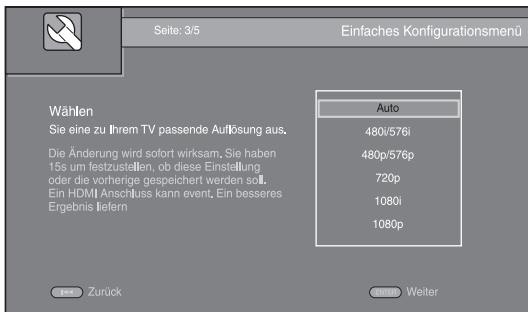 Seite: 3/5
Einfaches Konfigurationsmenü
Wählen
Sie eine zu Ihrem TV passende Auflösung aus.
Die Änderung wird sofort wirksam. Sie haben
15s um festzustellen, ob diese Einstellung
oder die vorherige gespeichert werden soll.
Ein HDMI Anschluss kann event. Ein besseres
Ergebnis liefern
Auto
480i/576i
480p/576p
720p
1080i
1080p
Zurück
ENTER Weiter